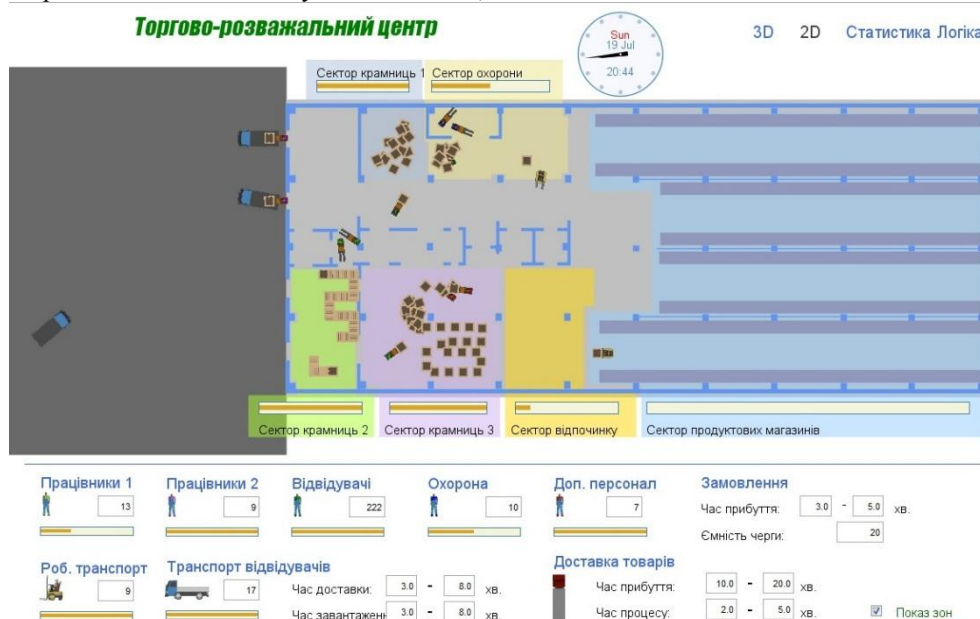 Торгово-розважальний центр
Sun
19 Jul
20:44
3D 2D Статистика Логіка
Сектор крамниць 1 Сектор охорони
Сектор крамниць 2 Сектор крамниць 3 Сектор відпочинку Сектор продуктових магазинів
Працівники 1 Працівники 2 Відвідувачі Охорона Доп. персонал Замовлення
13 9 222 10 7 Час прибуття: 3.0 - 5.0 хв.
Ємність черги: 20
Роб. транспорт Транспорт відвідувачів Доставка товарів
9 17 Час доставки: 3.0 - 8.0 хв. Час прибуття: 10.0 - 20.0 хв.
Час завантажен 3.0 - 8.0 хв. Час процесу: 2.0 - 5.0 хв. Показ зон